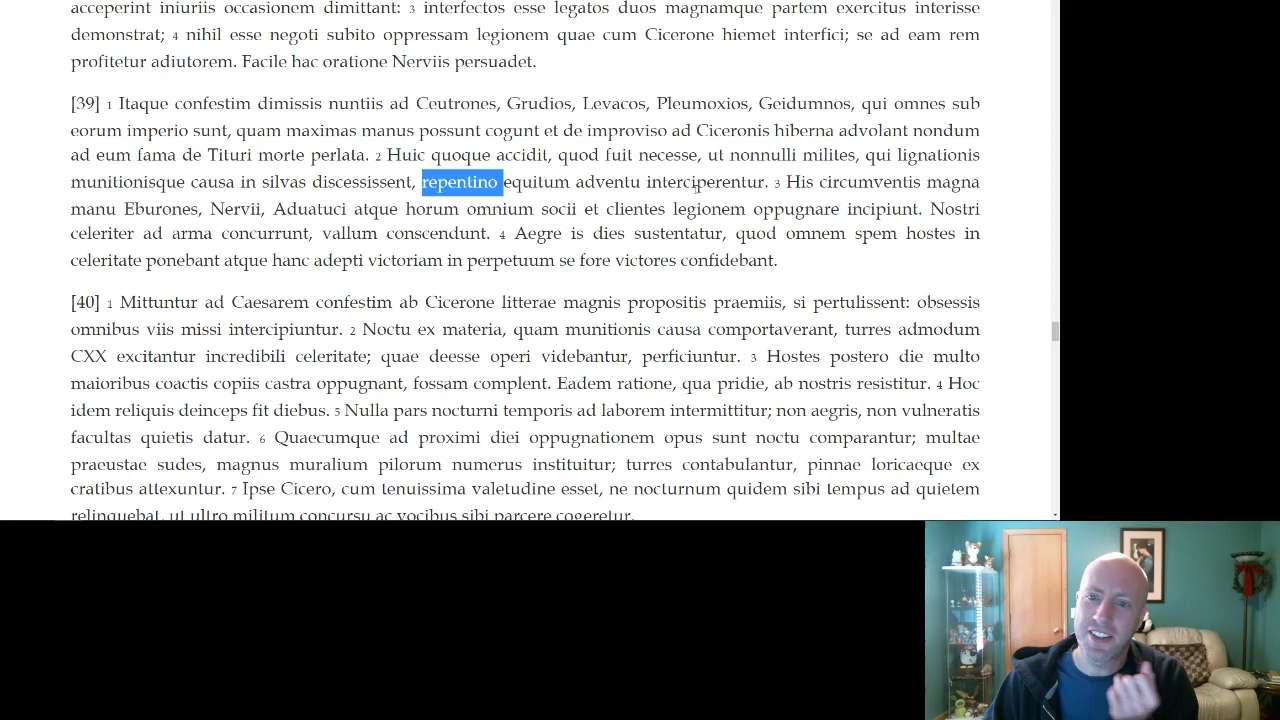 acceperint iniuriis occasionem dimittant: 3 interfectos esse legatos duos magnamque partem exercitus interisse
demonstrat; 4 nihil esse negoti subito oppressam legionem quae cum Cicerone hiemet interfici; se ad eam rem
profitetur adiutorem. Facile hac oratione Nerviis persuadet.
[39] 1 Itaque confestim dimissis nuntiis ad Ceutrones, Grudios, Levacos, Pleumoxios, Geidumnos, qui omnes sub
eorum imperio sunt, quam maximas manus possunt cogunt et de improviso ad Ciceronis hiberna advolant nondum
ad eum fama de Tituri morte perlata. 2 Huic quoque accidit, quod fuit necesse, ut nonnulli milites, qui lignationis
munitionisque causa in silvas discessissent, repentino equitum adventu interciperentur. 3 His circumventis magna
manu Eburones, Nervii, Aduatuci atque horum omnium socii et clientes legionem oppugnare incipiunt. Nostri
celeriter ad arma concurrunt, vallum conscendunt. 4 Aegre is dies sustentatur, quod omnem spem hostes in
celeritate ponebant atque hanc adepti victoriam in perpetuum se fore victores confidebant.
[40] 1 Mittuntur ad Caesarem confestim ab Cicerone litterae magnis propositis praemiis, si pertulissent: obsessis
omnibus viis missi intercipiuntur. 2 Noctu ex materia, quam munitionis causa comportaverant, turres admodum
CXX excitantur incredibili celeritate; quae deesse operi videbantur, perficiuntur. 3 Hostes postero die multo
maioribus coactis copiis castra oppugnant, fossam complent. Eadem ratione, qua pridie, ab nostris resistitur. 4 Hoc
idem reliquis deinceps fit diebus. 5 Nulla pars nocturni temporis ad laborem intermittitur; non aegris, non vulneratis
facultas quietis datur. 6 Quaecumque ad proximi diei oppugnationem opus sunt noctu comparantur; multae
praeustae sudes, magnus muralium pilorum numerus instituitur; turres contabulantur, pinnae loricaeque ex
cratibus attexuntur. 7 Ipse Cicero, cum tenuissima valetudine esset, ne nocturnum quidem sibi tempus ad quietem
relinquebat, ut ultro militum concursu ac vocibus sibi parcere cogeretur.